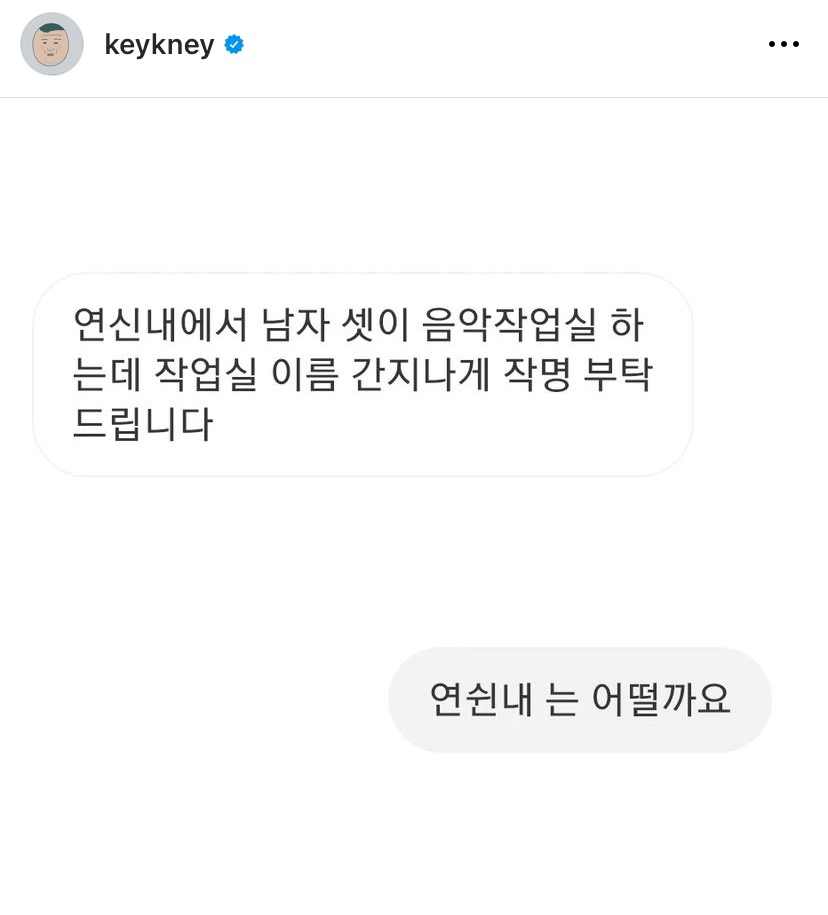 keykney
연신내에서 남자 셋이 음악작업실 하
는데 작업실 이름 간지나게 작명 부탁
드립니다
연쉰내 는 어떨까요